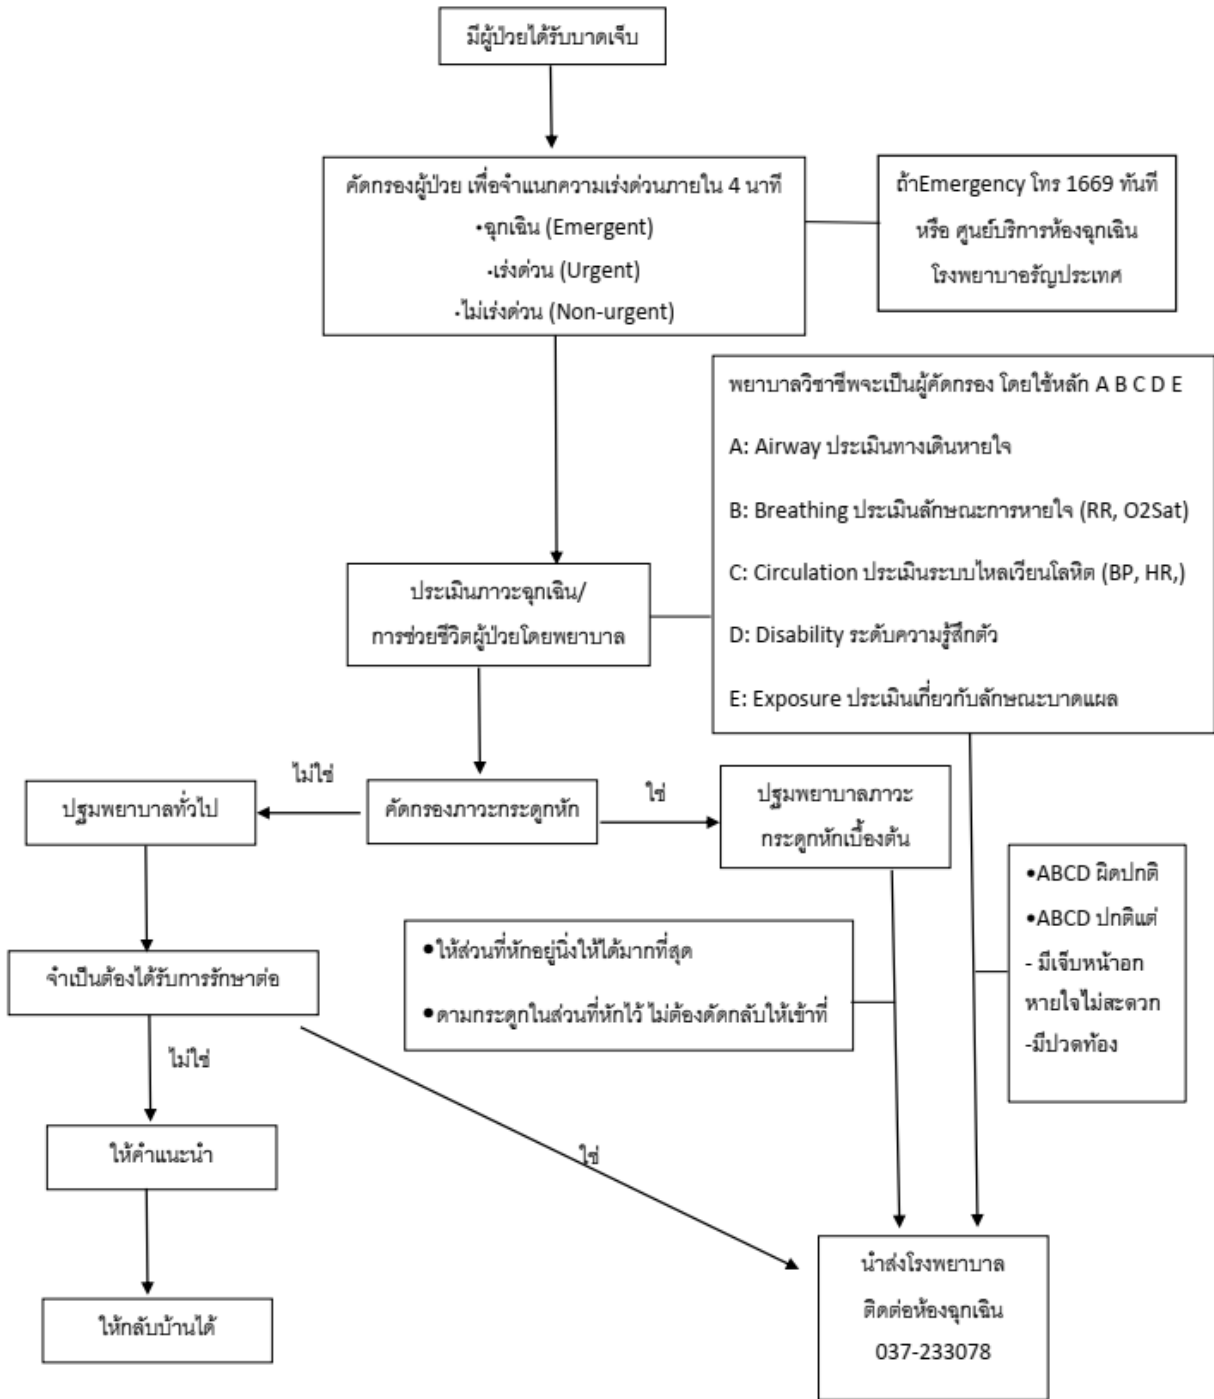 มีผู้ป่วยได้รับบาดเจ็บ
คัดกรองผู้ป่วย เพื่อจำแนกความเร่งด่วนภายใน 4 นาที
•ฉุกเฉิน (Emergent)
•เร่งด่วน (Urgent)
•ไม่เร่งด่วน (Non-urgent)
ถ้าEmergency โทร 1669 ทันที
หรือ ศูนย์บริการห้องฉุกเฉิน
โรงพยาบาอรัญประเทศ
พยาบาลวิชาชีพจะเป็นผู้คัดกรอง โดยใช้หลัก A B C D E
A: Airway ประเมินทางเดินหายใจ
B: Breathing ประเมินลักษณะการหายใจ (RR, O2Sat)
C: Circulation ประเมินระบบไหลเวียนโลหิต (BP, HR,)
D: Disability ระดับความรู้สึกตัว
E: Exposure ประเมินเกี่ยวกับลักษณะบาดแผล
ประเมินภาวะฉุกเฉิน/
การช่วยชีวิตผู้ป่วยโดยพยาบาล
ไม่ใช่
ใช่
ปฐมพยาบาลทั่วไป
คัดกรองภาวะกระดูกหัก
ปฐมพยาบาลภาวะ
กระดูกหักเบื้องต้น
•ABCD ผิดปกติ
•ABCD ปกติแต่
- มีเจ็บหน้าอก
หายใจไม่สะดวก
-มีปวดท้อง
•ให้ส่วนที่หักอยู่นิ่งให้ได้มากที่สุด
•ดามกระดูกในส่วนที่หักไว้ ไม่ต้องดัดกลับให้เข้าที่
จำเป็นต้องได้รับการรักษาต่อ
ไม่ใช่
ใช่
ให้คำแนะนำ
ให้กลับบ้านได้
นำส่งโรงพยาบาล
ติดต่อห้องฉุกเฉิน
037-233078